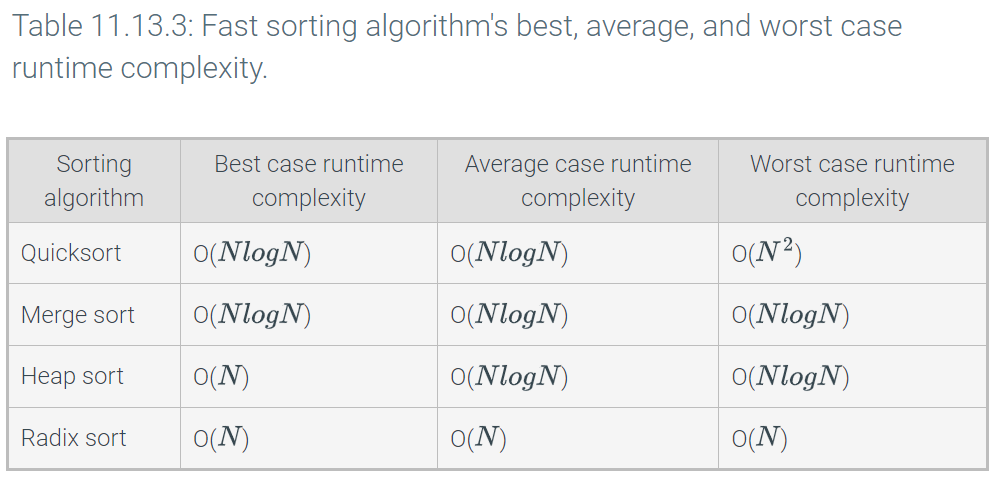 Table 11.13.3: Fast sorting algorithm's best, average, and worst case
runtime complexity.
Sorting algorithm Best case runtime complexity Average case runtime complexity Worst case runtime complexity
Quicksort O(NlogN) O(NlogN) O(N²)
Merge sort O(NlogN) O(NlogN) O(NlogN)
Heap sort O(N) O(NlogN) O(NlogN)
Radix sort O(N) O(N) O(N)